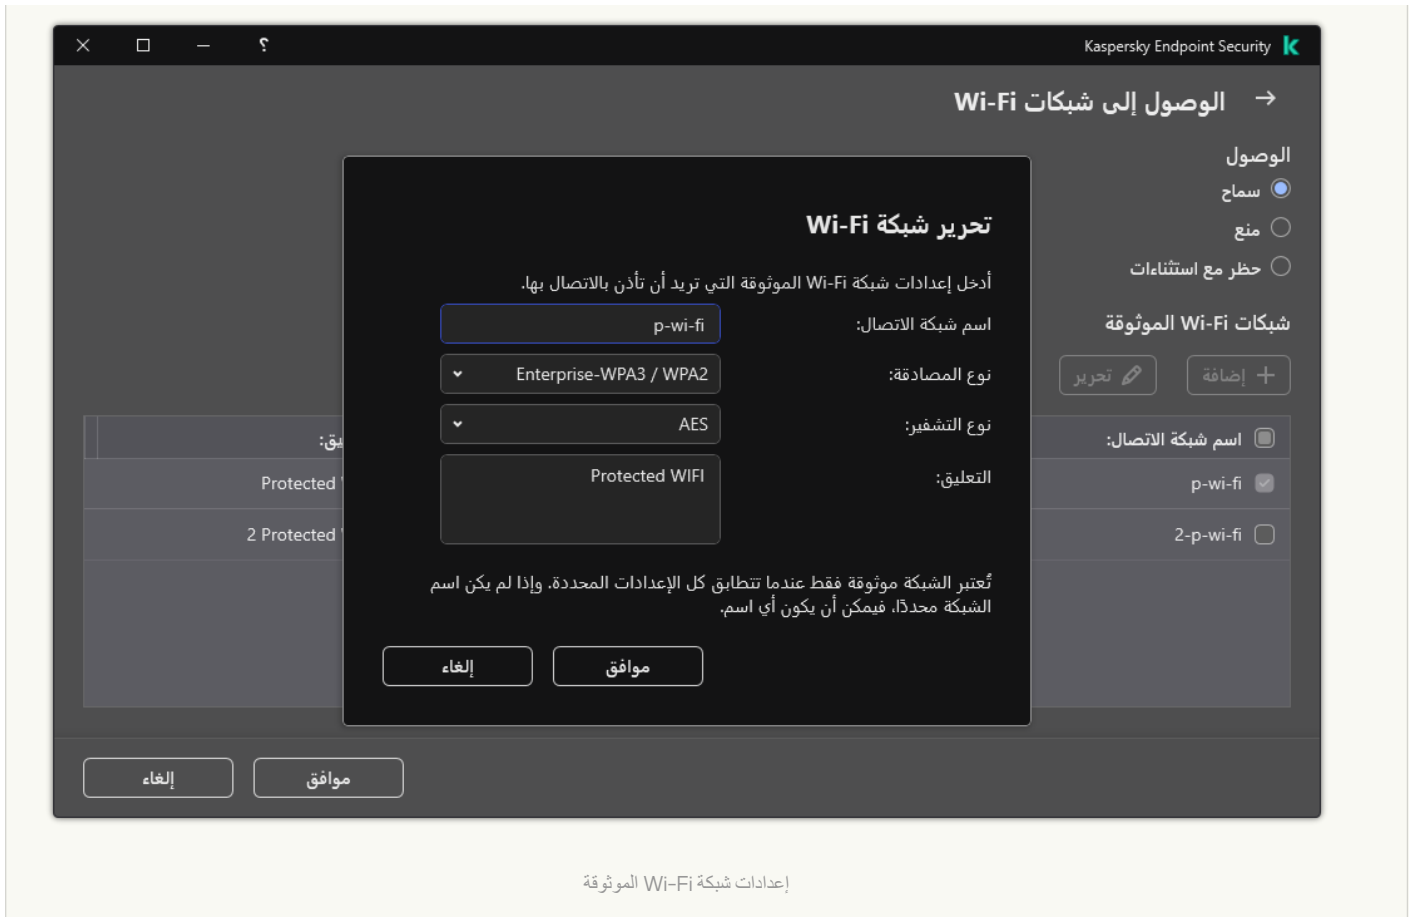 Kaspersky Endpoint Security
الوصول إلى شبكات Wi-Fi
الوصول
سماح
منع
حظر مع استثناءات
شبكات Wi-Fi الموثوقة
إضافة
تحرير
اسم شبكة الاتصال:
يق:
p-wi-fi
Protected
2-p-wi-fi
2 Protected
تحرير شبكة Wi-Fi
أدخل إعدادات شبكة Wi-Fi الموثوقة التي تريد أن تأذن بالاتصال بها.
اسم شبكة الاتصال:
p-wi-fi
نوع المصادقة:
Enterprise-WPA3 / WPA2
نوع التشفير:
AES
التعليق:
Protected WIFI
تُعتبر الشبكة موثوقة فقط عندما تتطابق كل الإعدادات المحددة. وإذا لم يكن اسم
الشبكة محددًا، فيمكن أن يكون أي اسم.
موافق
إلغاء
موافق
إلغاء
إعدادات شبكة Wi-Fi الموثوقة